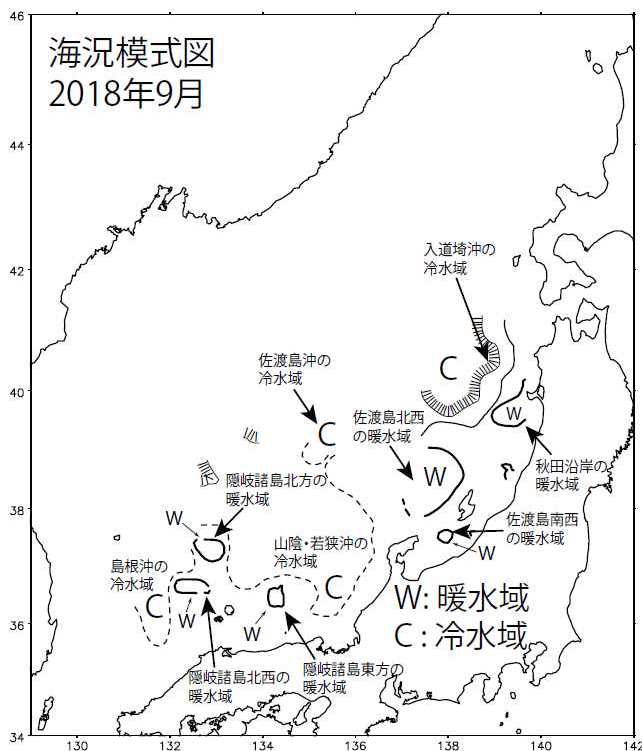 海況模式図
2018年9月
入道埼沖の
冷水域
C
佐渡島沖の
冷水域
C
佐渡島北西
の暖水域
W
W
秋田沿岸の
暖水域
隠岐諸島北方の
暖水域
W
佐渡島南西
の暖水域
W
山陰・若狭沖の
冷水域
C
島根沖の
冷水域
C
W
W
隠岐諸島北西の
暖水域
隠岐諸島東方の
暖水域
W: 暖水域
C : 冷水域
46
44
42
40
38
36
34
130
132
134
136
138
140
142